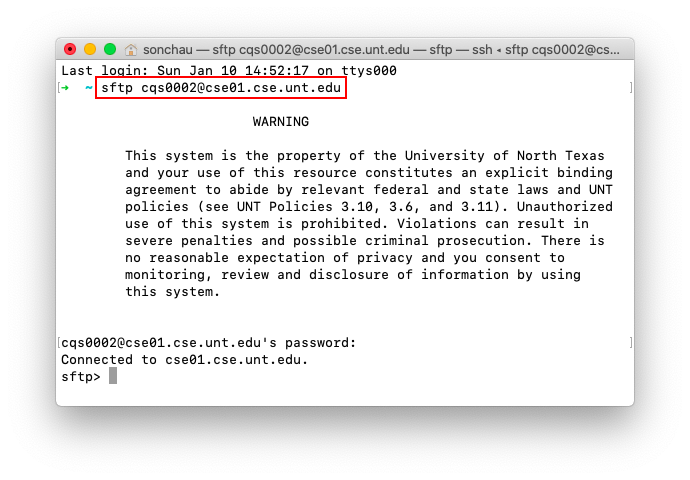 sonchau — sftp cqs0002@cse01.cse.unt.edu — sftp — ssh ◂ sftp cqs0002@cs...
Last login: Sun Jan 10 14:52:17 on ttys000
[➜  ~ sftp cqs0002@cse01.cse.unt.edu ]
WARNING
This system is the property of the University of North Texas
and your use of this resource constitutes an explicit binding
agreement to abide by relevant federal and state laws and UNT
policies (see UNT Policies 3.10, 3.6, and 3.11). Unauthorized
use of this system is prohibited. Violations can result in
severe penalties and possible criminal prosecution. There is
no reasonable expectation of privacy and you consent to
monitoring, review and disclosure of information by using
this system.
[cqs0002@cse01.cse.unt.edu's password: ]
Connected to cse01.cse.unt.edu.
sftp>